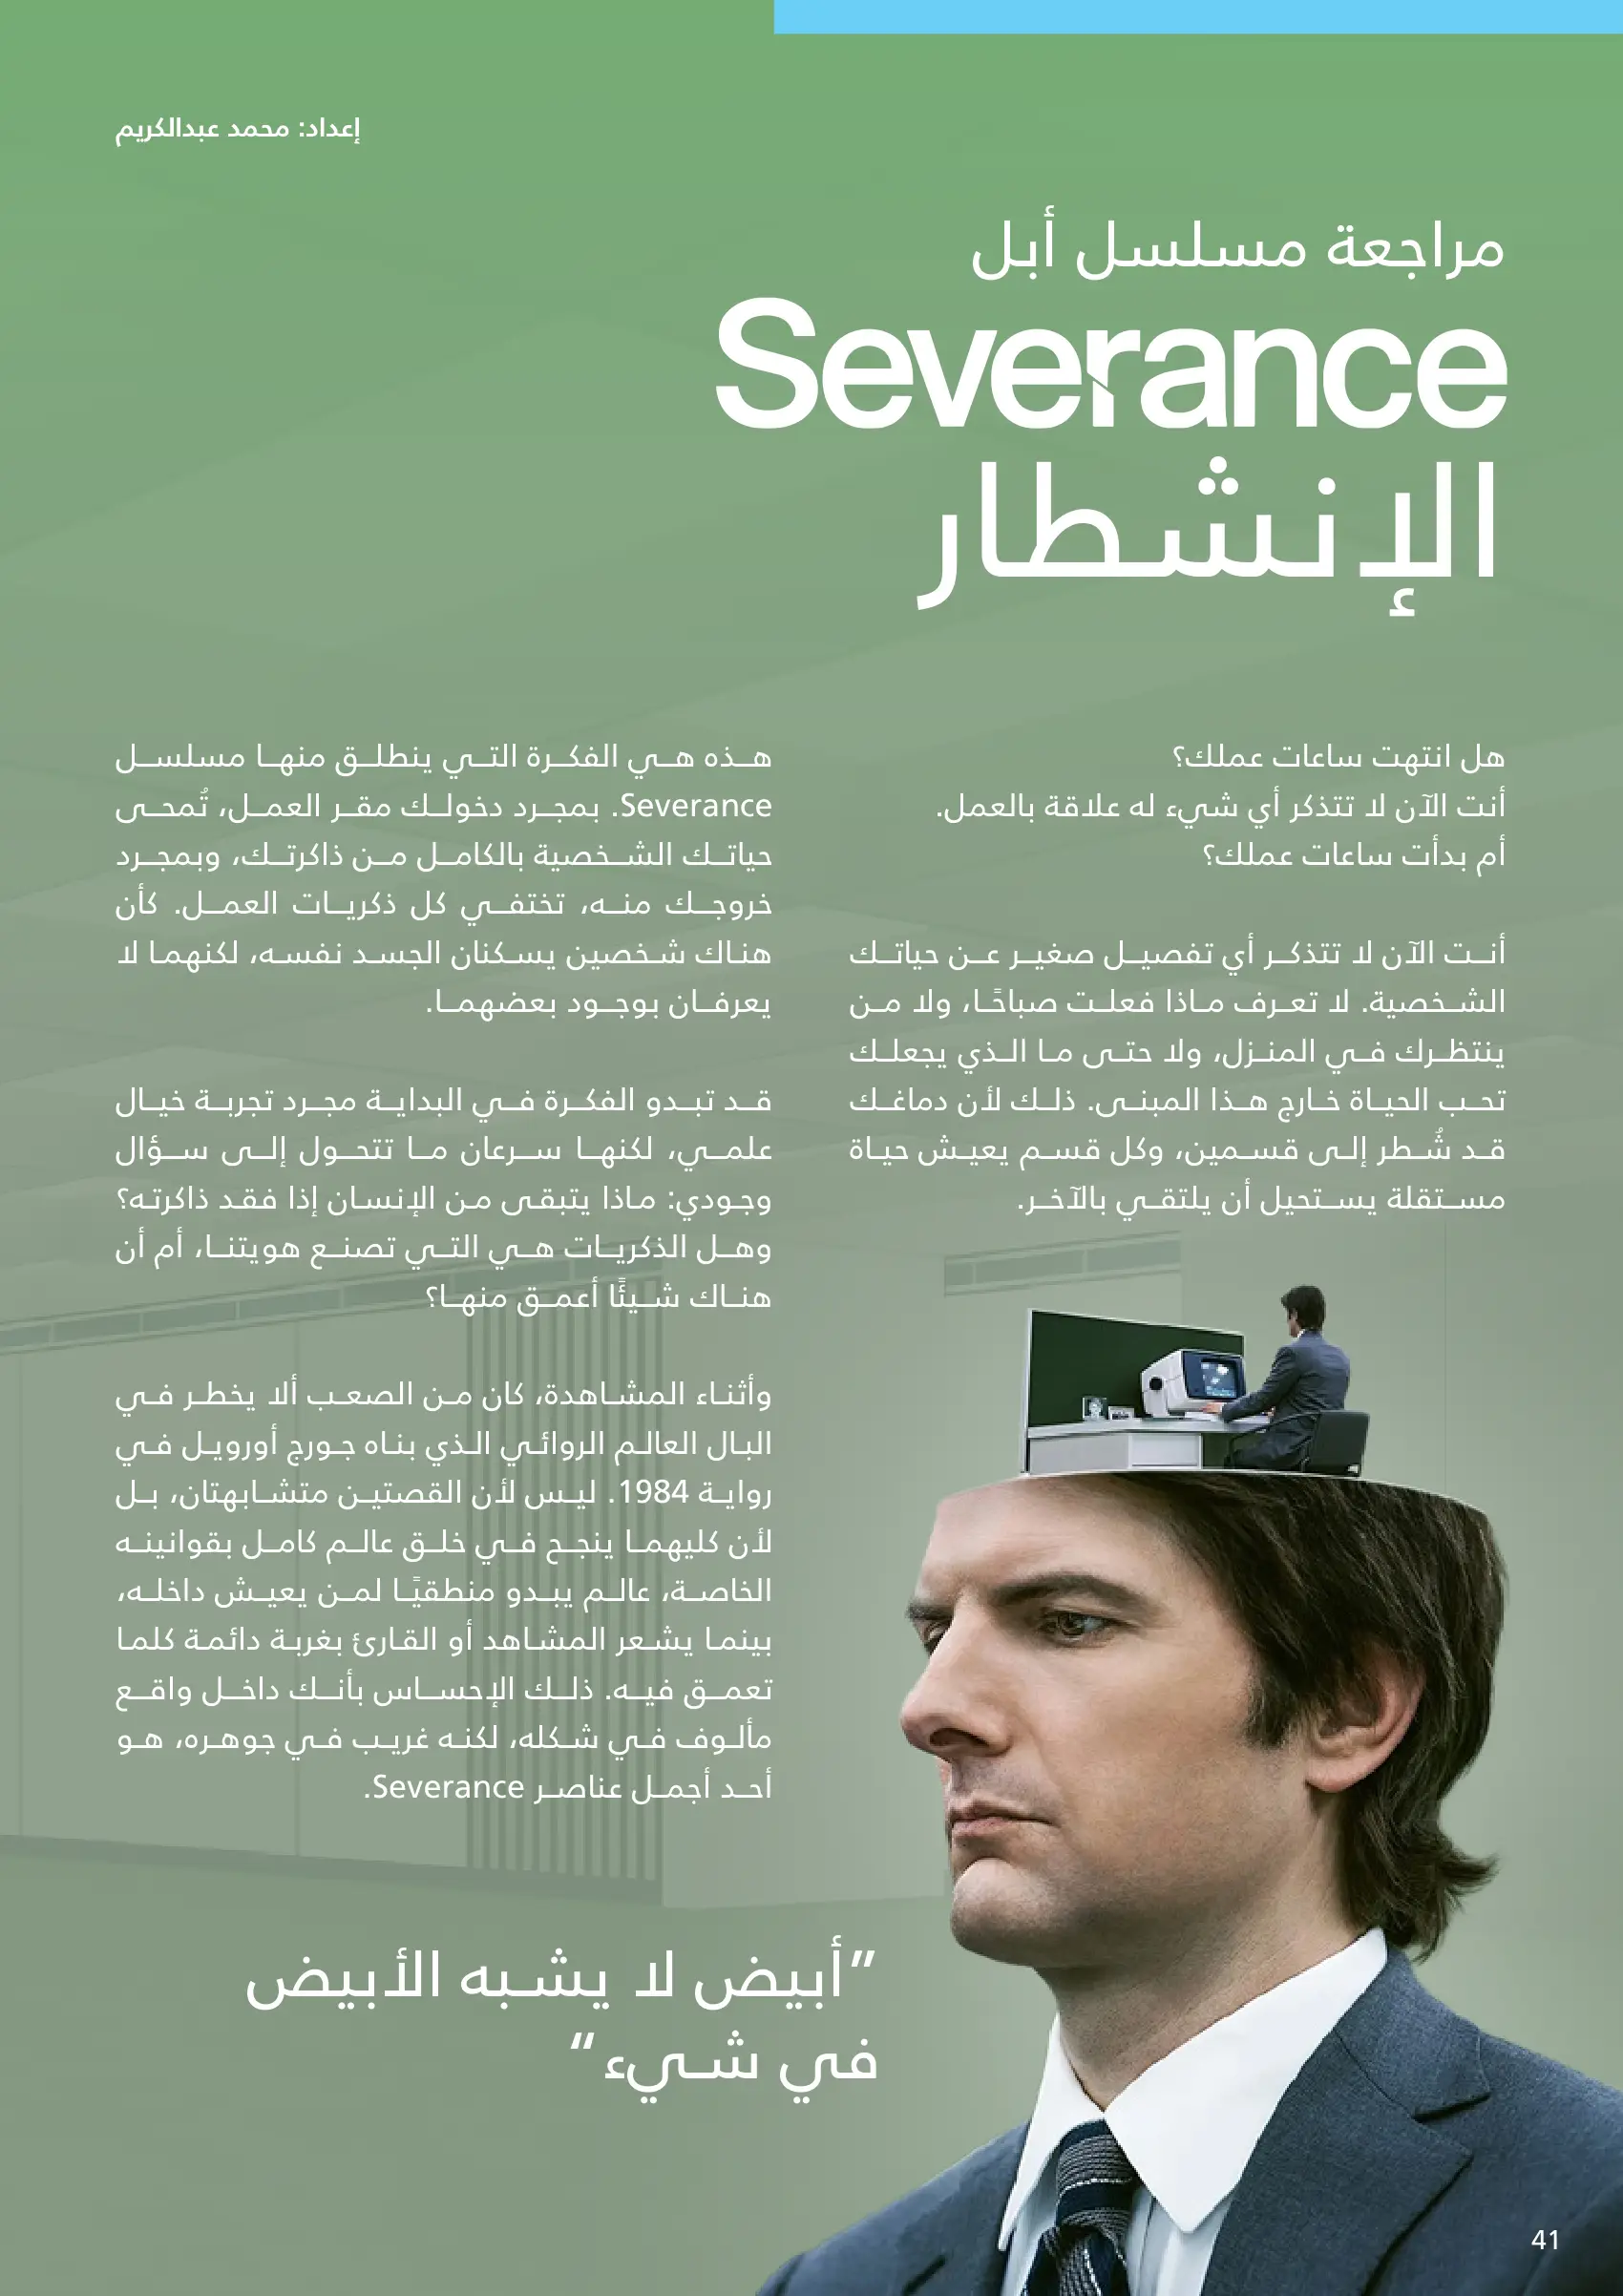 إعداد: محمد عبدالكريم
مراجعة مسلسل أبل
Severance
الإنشطار
هل انتهت ساعات عملك؟
أنت الآن لا تتذكر أي شيء له علاقة بالعمل.
أم بدأت ساعات عملك؟
أنت الآن لا تتذكر أي تفصيل صغير عن حياتك
الشخصية. لا تعرف ماذا فعلت صباحًا، ولا من
ينتظرك في المنزل، ولا حتى ما الذي يجعلك
تحب الحياة خارج هذا المبنى. ذلك لأن دماغك
قد شُطر إلى قسمين، وكل قسم يعيش حياة
مستقلة يستحيل أن يلتقي بالآخر.
هذه هي الفكرة التي ينطلق منها مسلسل
Severance. بمجرد دخولك مقر العمل، تُمحى
حياتك الشخصية بالكامل من ذاكرتك، وبمجرد
خروجك منه، تختفي كل ذكريات العمل. كأن
هناك شخصين يسكنان الجسد نفسه، لكنهما لا
يعرفان بوجود بعضهما.
قد تبدو الفكرة في البداية مجرد تجربة خيال
علمي، لكنها سرعان ما تتحول إلى سؤال
وجودي: ماذا يتبقى من الإنسان إذا فقد ذاكرته؟
وهل الذكريات هي التي تصنع هويتنا، أم أن
هناك شيئًا أعمق منها؟
وأثناء المشاهدة، كان من الصعب ألا يخطر في
البال العالم الروائي الذي بناه جورج أورويل في
رواية 1984. ليس لأن القصتين متشابهتان، بل
لأن كليهما ينجح في خلق عالم كامل بقوانينه
الخاصة، عالم يبدو منطقيًا لمن يعيش داخله،
بينما يشعر المشاهد أو القارئ بغربة دائمة كلما
تعمق فيه. ذلك الإحساس بأنك داخل واقع
مألوف في شكله، لكنه غريب في جوهره، هو
أحد أجمل عناصر Severance.
”أبيض لا يشبه الأبيض
في شيء“
41